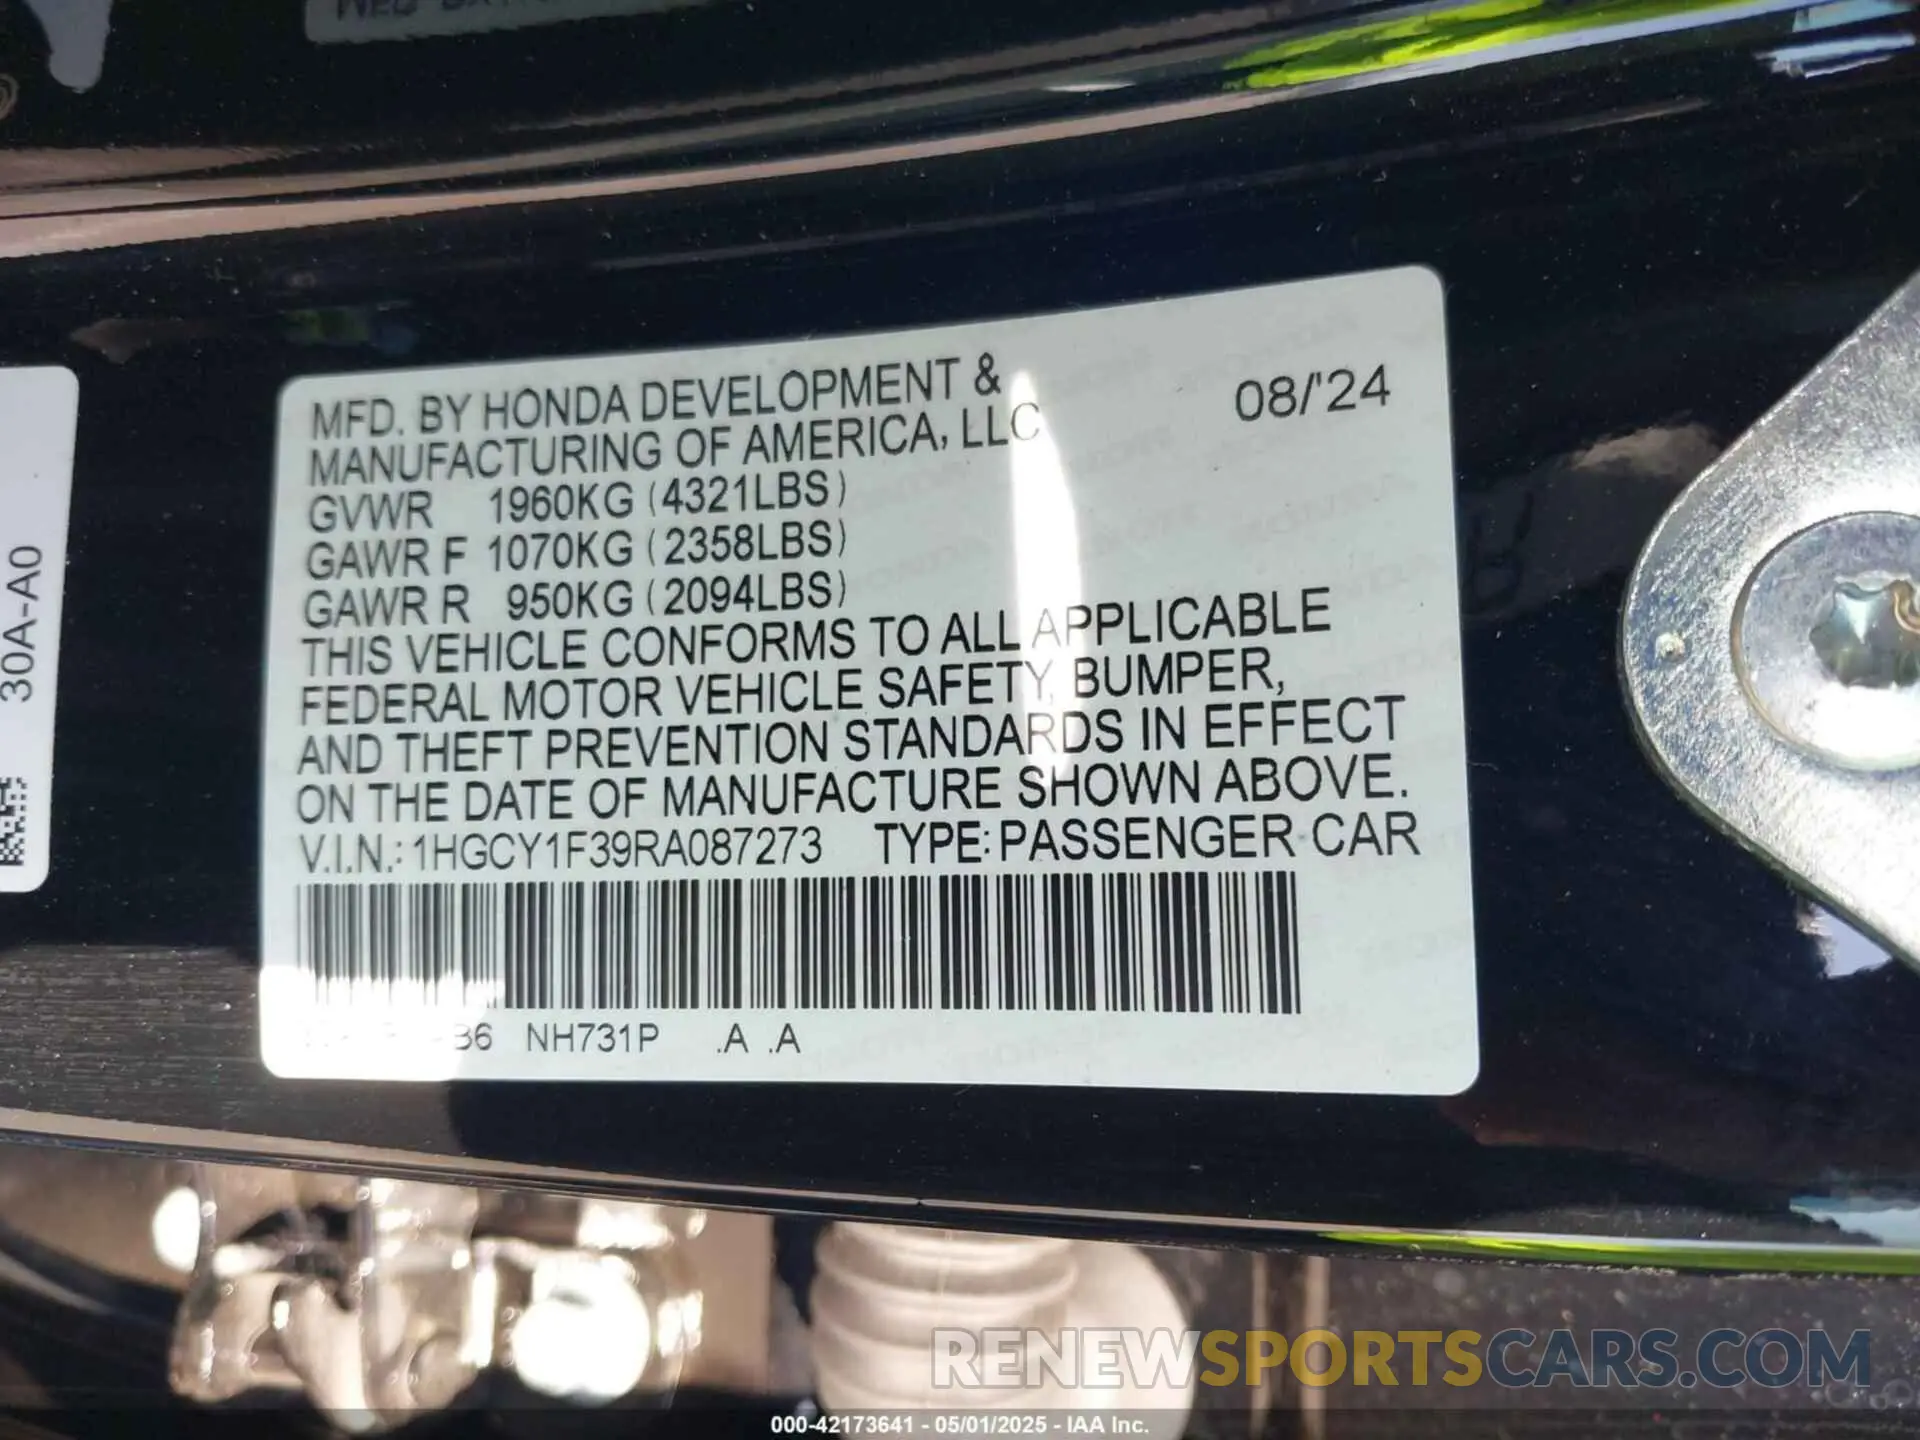 MFD. BY HONDA DEVELOPMENT &
MANUFACTURING OF AMERICA, LLC
08/'24
GVWR 1960KG (4321LBS)
GAWR F 1070KG (2358LBS)
GAWR R 950KG (2094LBS)
THIS VEHICLE CONFORMS TO ALL APPLICABLE
FEDERAL MOTOR VEHICLE SAFETY, BUMPER,
AND THEFT PREVENTION STANDARDS IN EFFECT
ON THE DATE OF MANUFACTURE SHOWN ABOVE.
V.I.N.: 1HGCY1F39RA087273 TYPE: PASSENGER CAR
NH731P .A .A
30A-A0
RENEWSPORTSCARS.COM
000-42173641 - 05/01/2025 - IAA Inc.